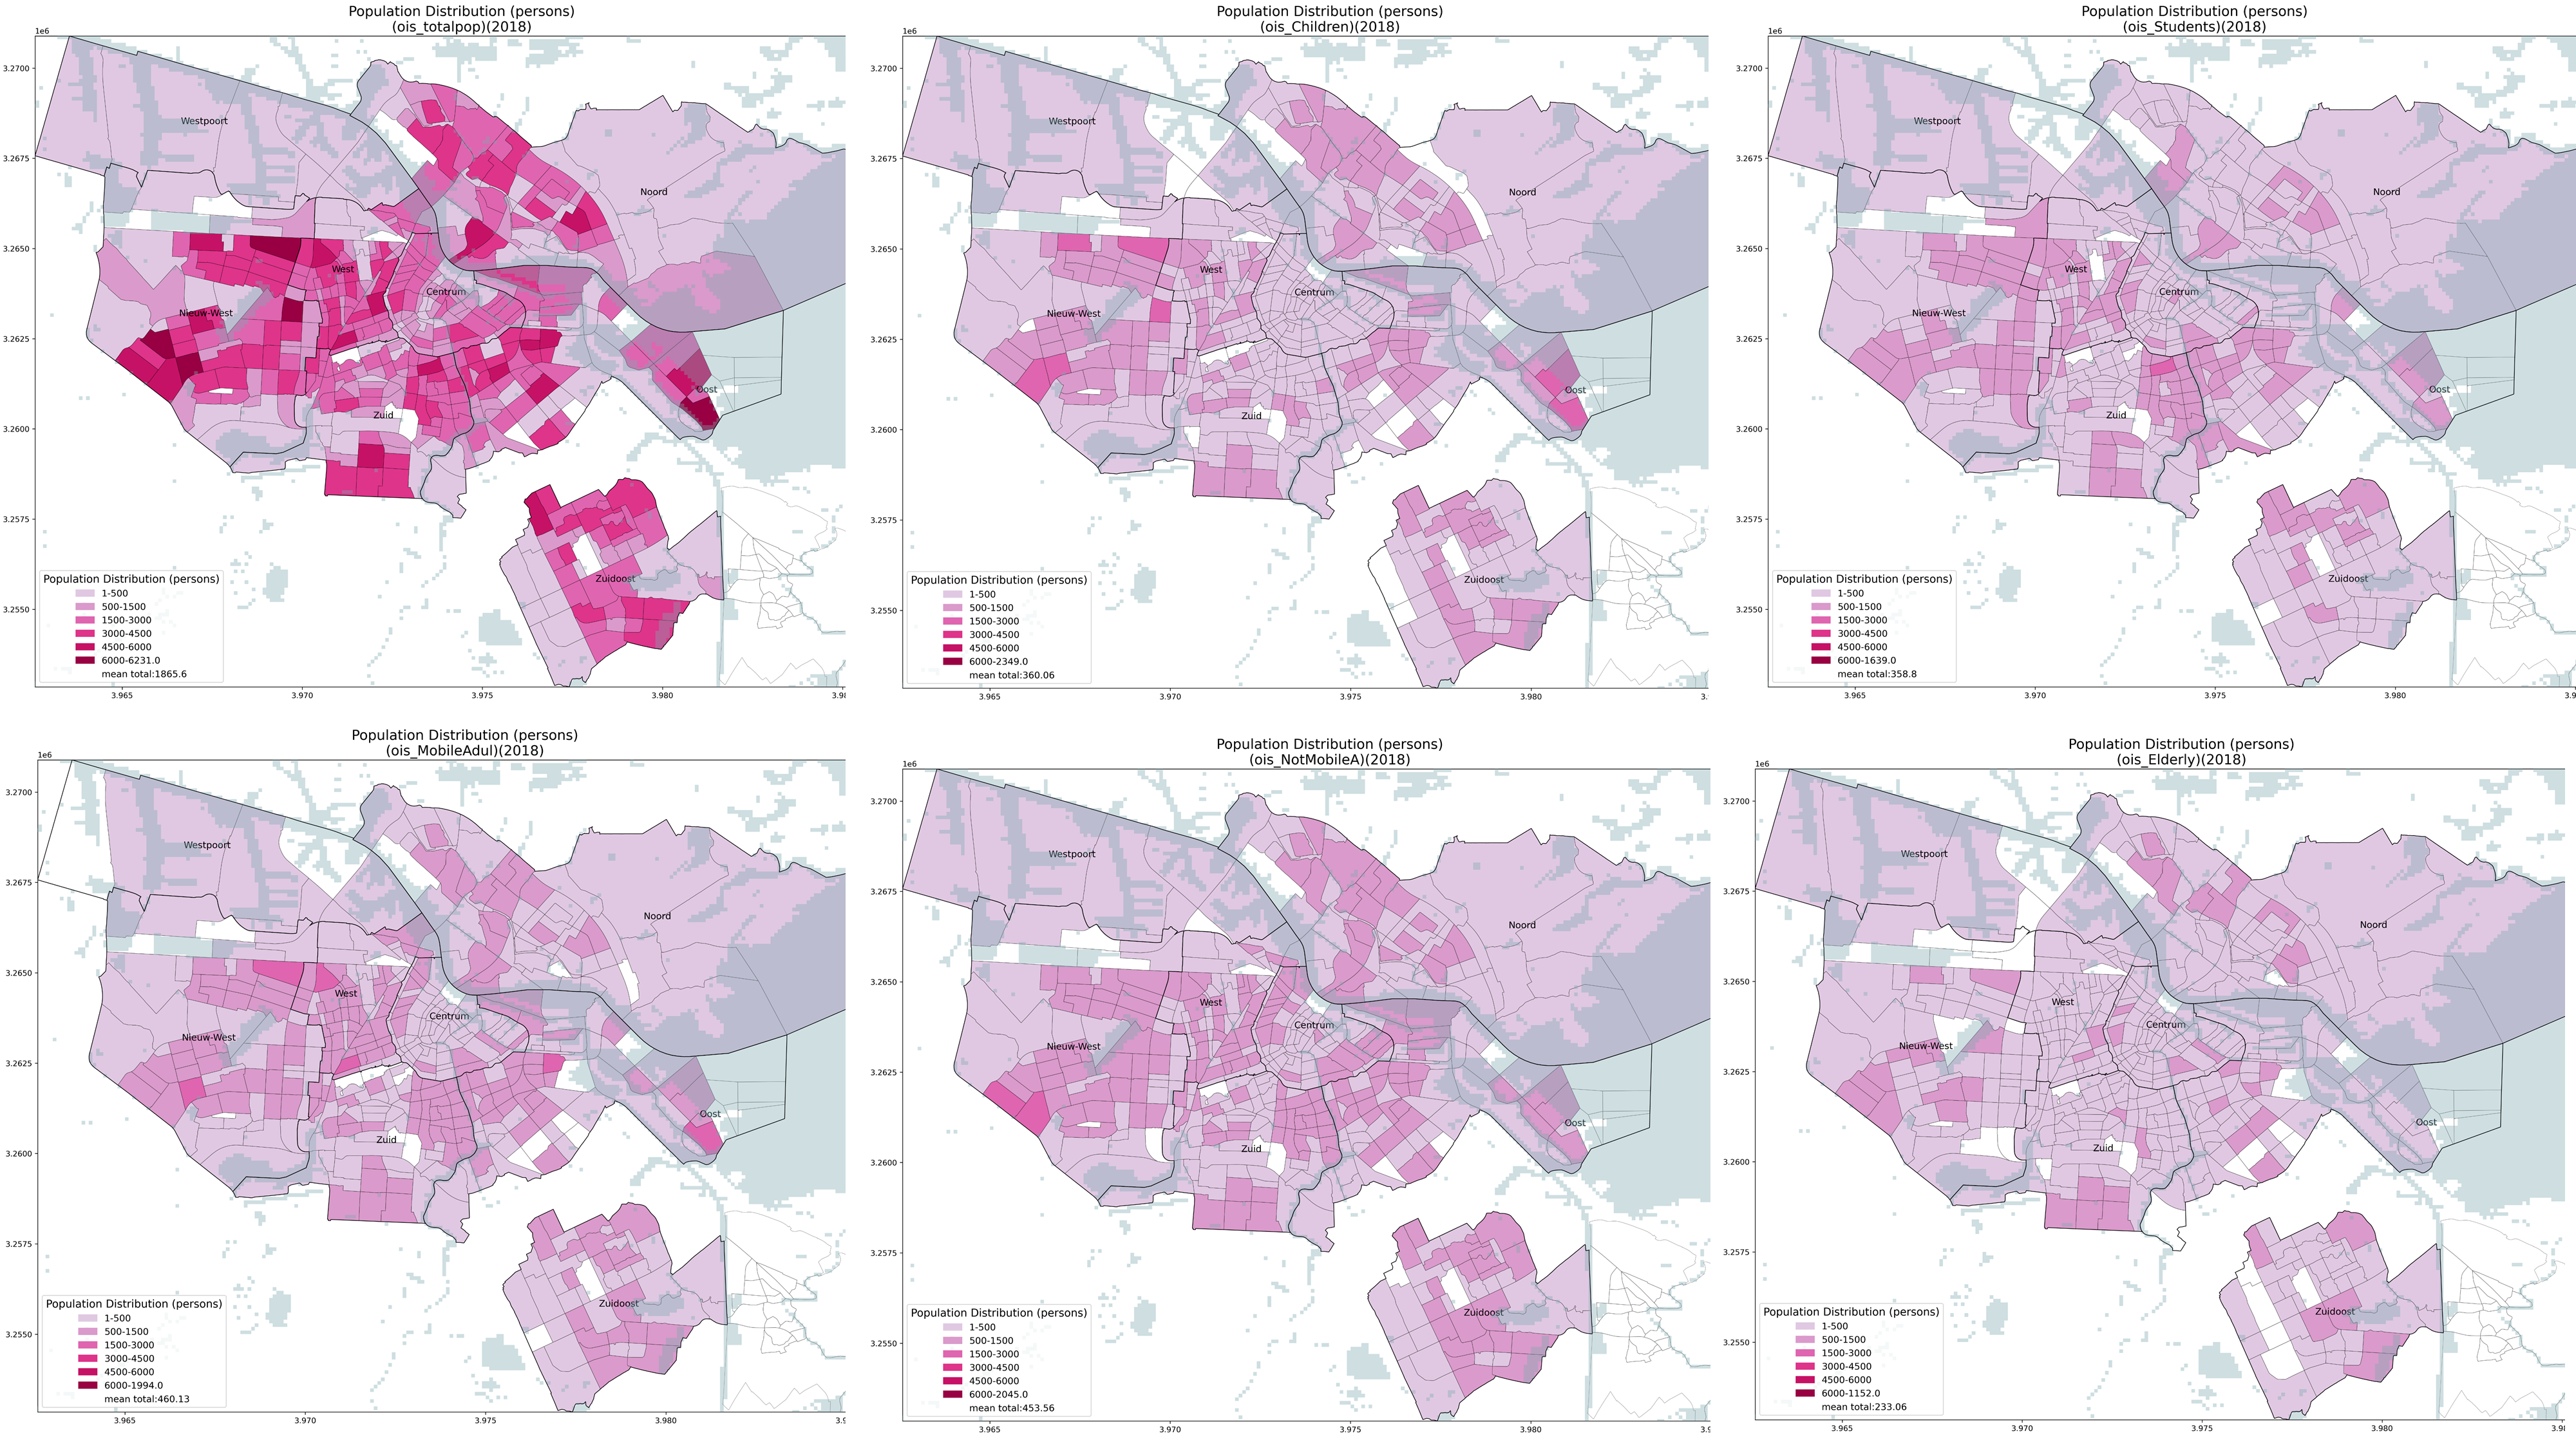 Population Distribution (persons)
(ois_totalpop)(2018)
1e6
3.2700
3.2675
3.2650
3.2625
3.2600
3.2575
3.2550
Westpoort
Noord
West
Centrum
Nieuw-West
Oost
Zuid
Zuidoost
Population Distribution (persons)
1-500
500-1500
1500-3000
3000-4500
4500-6000
6000-6231.0
mean total:1865.6
3.965
3.970
3.975
3.980
3.98
Population Distribution (persons)
(ois_Children)(2018)
1e6
3.2700
3.2675
3.2650
3.2625
3.2600
3.2575
3.2550
Westpoort
Noord
West
Centrum
Nieuw-West
Oost
Zuid
Zuidoost
Population Distribution (persons)
1-500
500-1500
1500-3000
3000-4500
4500-6000
6000-2349.0
mean total:360.06
3.965
3.970
3.975
3.980
3.
Population Distribution (persons)
(ois_Students)(2018)
1e6
3.2700
3.2675
3.2650
3.2625
3.2600
3.2575
3.2550
Westpoort
Noord
West
Centrum
Nieuw-West
Oost
Zuid
Zuidoost
Population Distribution (persons)
1-500
500-1500
1500-3000
3000-4500
4500-6000
6000-1639.0
mean total:358.8
3.965
3.970
3.975
3.980
3.9
Population Distribution (persons)
(ois_MobileAdul)(2018)
1e6
3.2700
3.2675
3.2650
3.2625
3.2600
3.2575
3.2550
Westpoort
Noord
West
Centrum
Nieuw-West
Oost
Zuid
Zuidoost
Population Distribution (persons)
1-500
500-1500
1500-3000
3000-4500
4500-6000
6000-1994.0
mean total:460.13
3.965
3.970
3.975
3.980
3.9
Population Distribution (persons)
(ois_NotMobileA)(2018)
1e6
3.2700
3.2675
3.2650
3.2625
3.2600
3.2575
3.2550
Westpoort
Noord
West
Centrum
Nieuw-West
Oost
Zuid
Zuidoost
Population Distribution (persons)
1-500
500-1500
1500-3000
3000-4500
4500-6000
6000-2045.0
mean total:453.56
3.965
3.970
3.975
3.980
3.9
Population Distribution (persons)
(ois_Elderly)(2018)
1e6
3.2700
3.2675
3.2650
3.2625
3.2600
3.2575
3.2550
Westpoort
Noord
West
Centrum
Nieuw-West
Oost
Zuid
Zuidoost
Population Distribution (persons)
1-500
500-1500
1500-3000
3000-4500
4500-6000
6000-1152.0
mean total:233.06
3.965
3.970
3.975
3.980
3.9